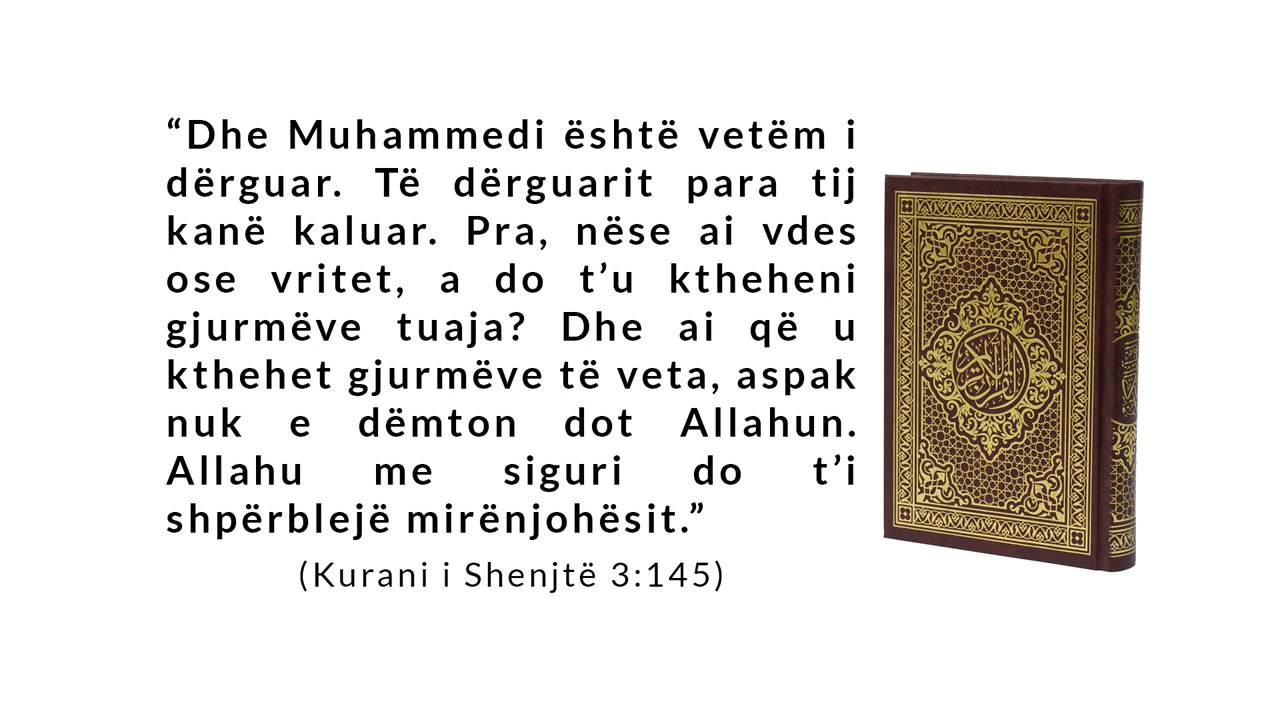 “Dhe Muhammedi është vetëm i
dërguar. Të dërguarit para tij
kanë kaluar. Pra, nëse ai vdes
ose vritet, a do t’u ktheheni
gjurmëve tuaja? Dhe ai që u
kthehet gjurmëve të veta, aspak
nuk e dëmton dot Allahun.
Allahu me siguri do t’i
shpërblejë mirënjohësit.”
(Kurani i Shenjtë 3:145)
القرآن الكريم